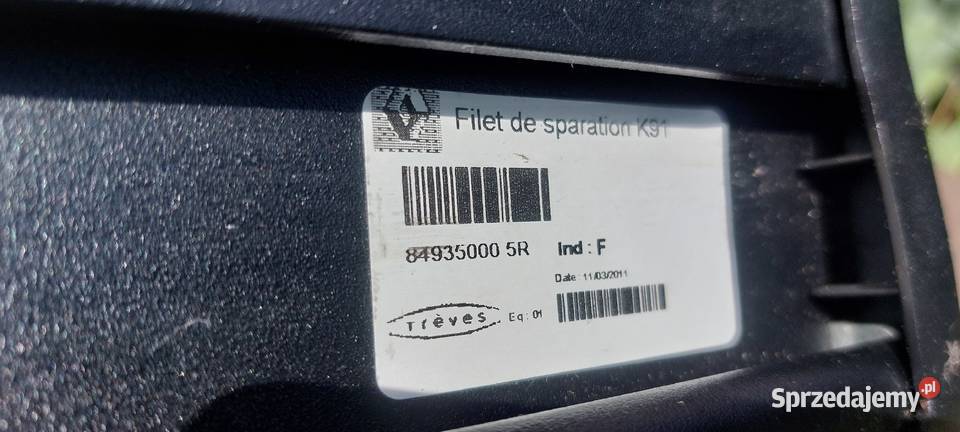 Filet de sparation K91
84935000 5R Ind : F
Date: 11/03/2011
Trèves Eq : 01
Sprzedajemy.pl